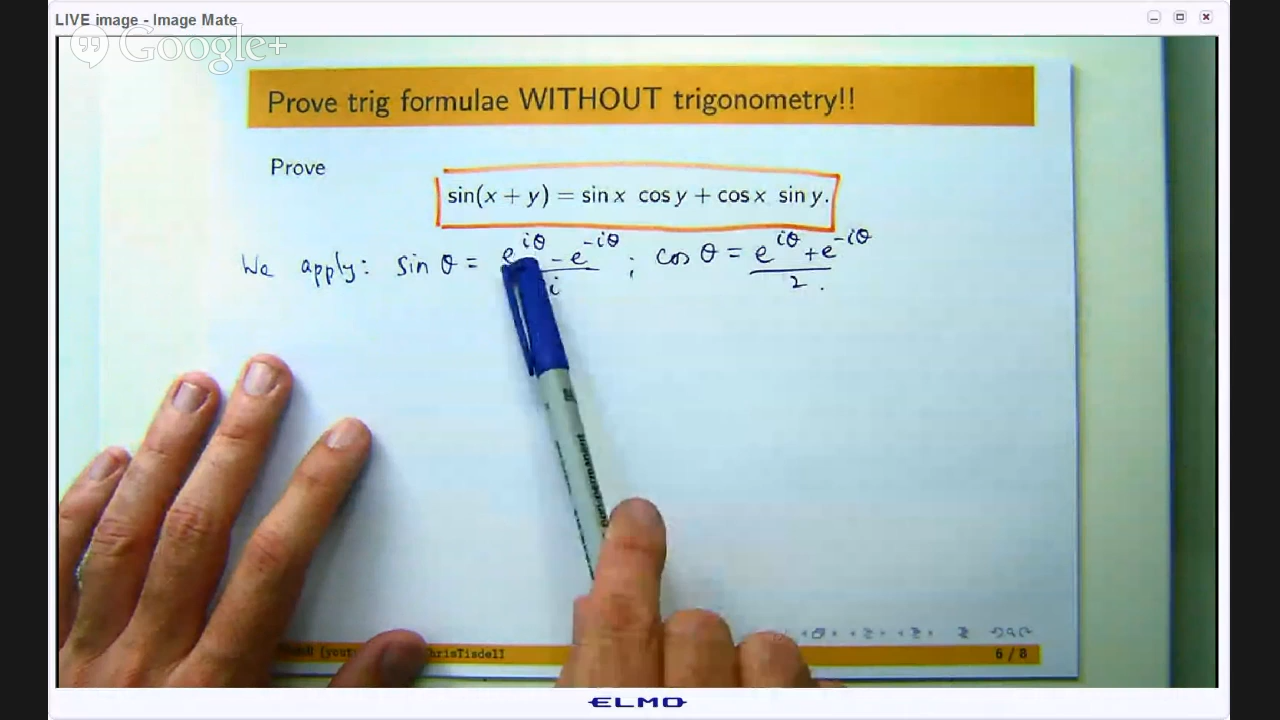 LIVE image - Image Mate
Google+
Prove trig formulae WITHOUT trigonometry!!
Prove
sin(x + y) = sin x cos y + cos x sin y.
We apply: sin θ = e^{iθ} - e^{-iθ} / i ; cos θ = e^{iθ} + e^{-iθ} / 2 .
hrisTisdell 6 / 8
ELMO